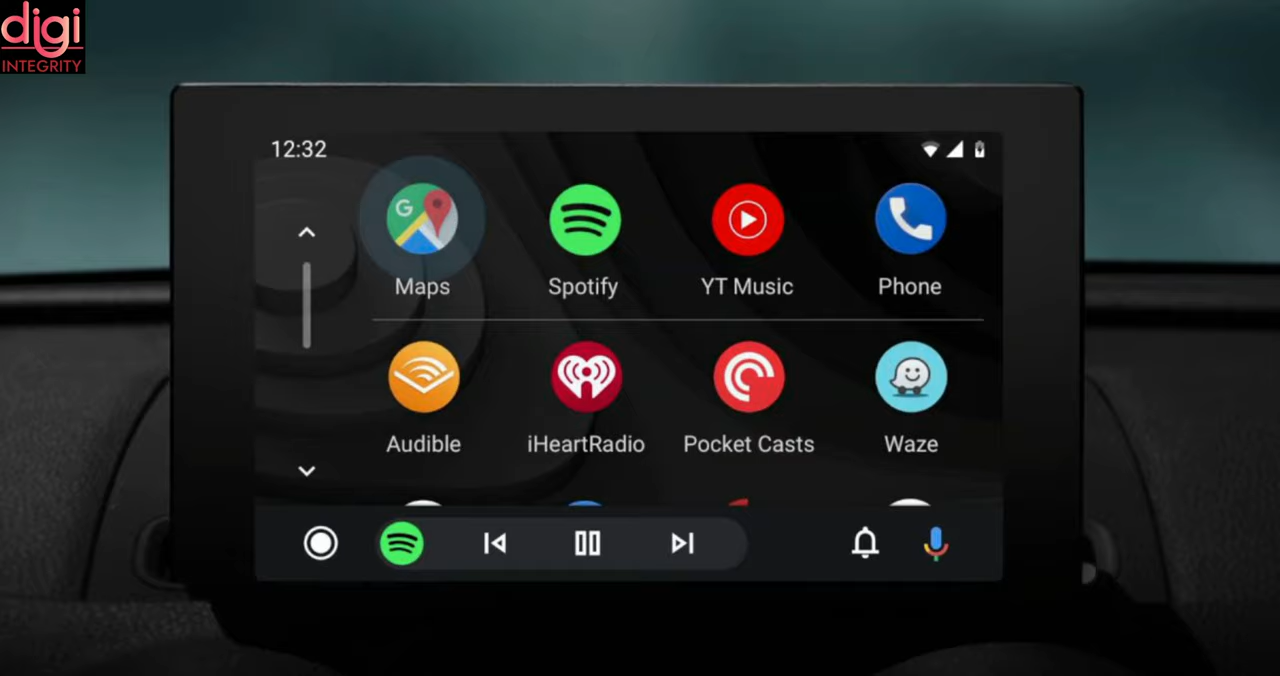 digi
INTEGRITY
12:32
Maps
Spotify
YT Music
Phone
Audible
iHeartRadio
Pocket Casts
Waze